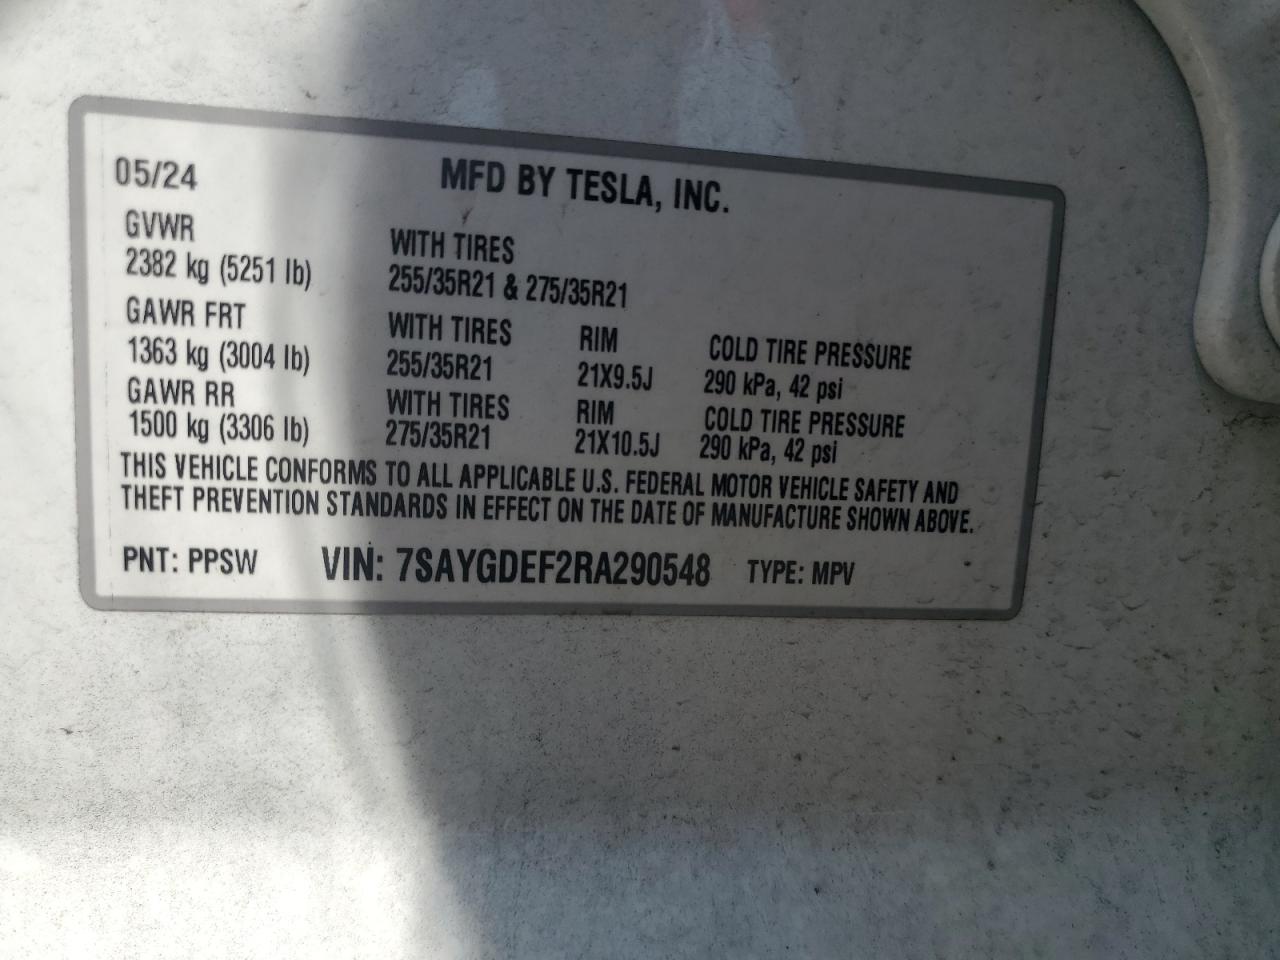 05/24 MFD BY TESLA, INC.
GVWR WITH TIRES
2382 kg (5251 lb) 255/35R21 & 275/35R21
GAWR FRT WITH TIRES RIM COLD TIRE PRESSURE
1363 kg (3004 lb) 255/35R21 21X9.5J 290 kPa, 42 psi
GAWR RR WITH TIRES RIM COLD TIRE PRESSURE
1500 kg (3306 lb) 275/35R21 21X10.5J 290 kPa, 42 psi
THIS VEHICLE CONFORMS TO ALL APPLICABLE U.S. FEDERAL MOTOR VEHICLE SAFETY AND
THEFT PREVENTION STANDARDS IN EFFECT ON THE DATE OF MANUFACTURE SHOWN ABOVE.
PNT: PPSW VIN: 7SAYGDEF2RA290548 TYPE: MPV